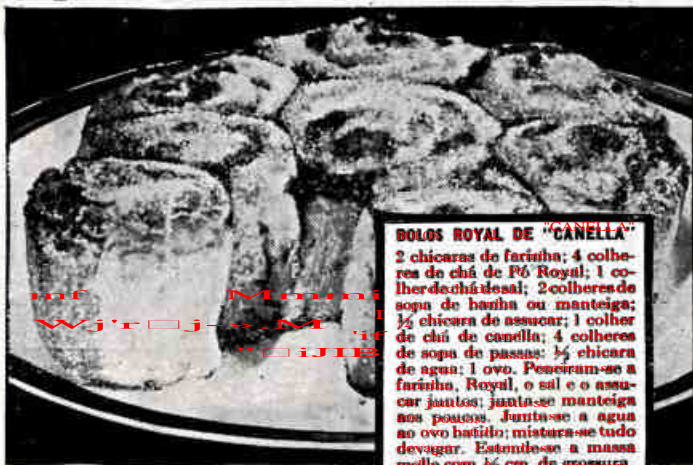 BOLOS ROYAL DE "CANELLA"
2 chicaras de farinha; 4 colhe-
res de chá de Pó Royal; 1 co-
lher de chá de sal; 2 colheres de
sopa de banha ou manteiga;
½ chicara de assucar; 1 colher
de chá de canella; 4 colheres
de sopa de passas; ½ chicara
de agua; 1 ovo. Peneiram-se a
farinha, Royal, o sal e o assu-
car juntos; junta-se manteiga
aos poucos. Junta-se a agua
ao ovo batido; mistura-se tudo
devagar. Estende-se a massa